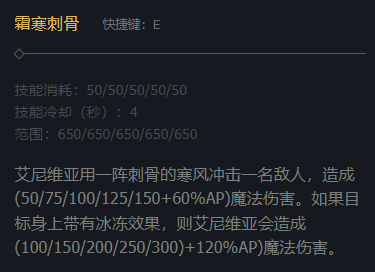 霜寒刺骨 快捷键：E
技能消耗：50/50/50/50/50
技能冷却（秒）：4
范围：650/650/650/650/650
艾尼维亚用一阵刺骨的寒风冲击一名敌人，造成
(50/75/100/125/150+60%AP)魔法伤害。如果目
标身上带有冰冻效果，则艾尼维亚会造成
(100/150/200/250/300)+120%AP)魔法伤害。